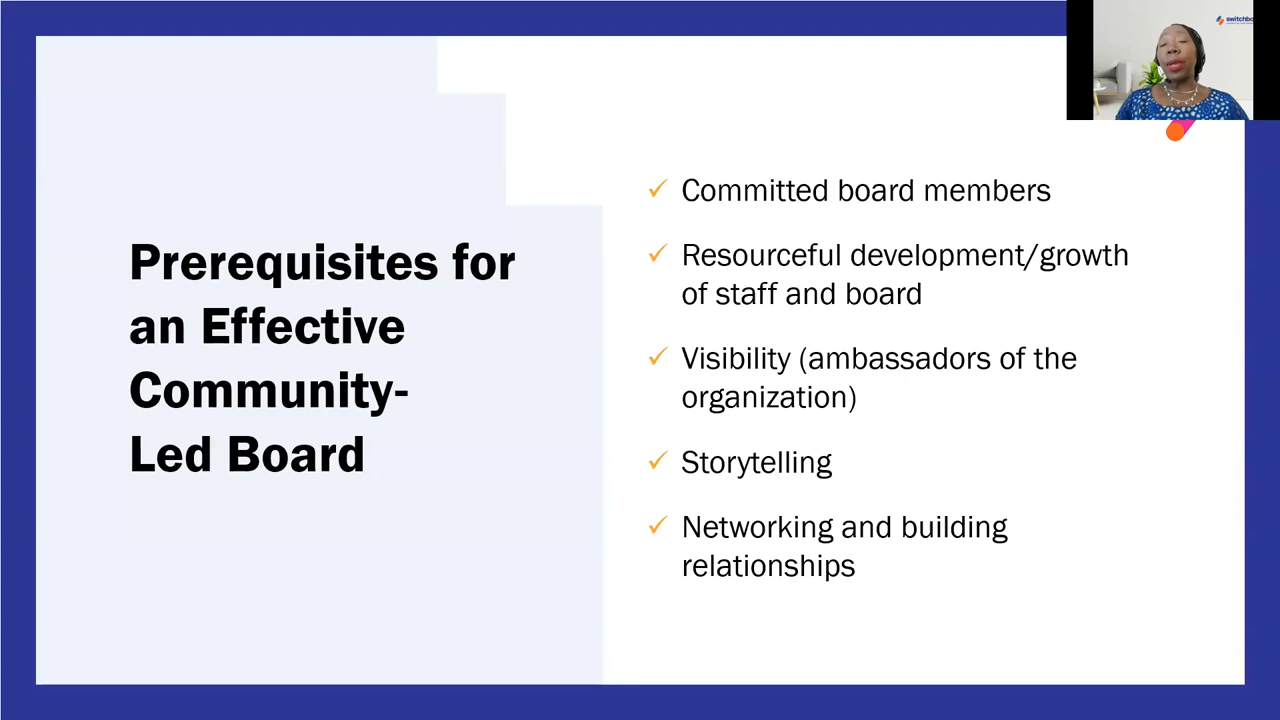 Prerequisites for
an Effective
Community-
Led Board
✓ Committed board members
✓ Resourceful development/growth
of staff and board
✓ Visibility (ambassadors of the
organization)
✓ Storytelling
✓ Networking and building
relationships